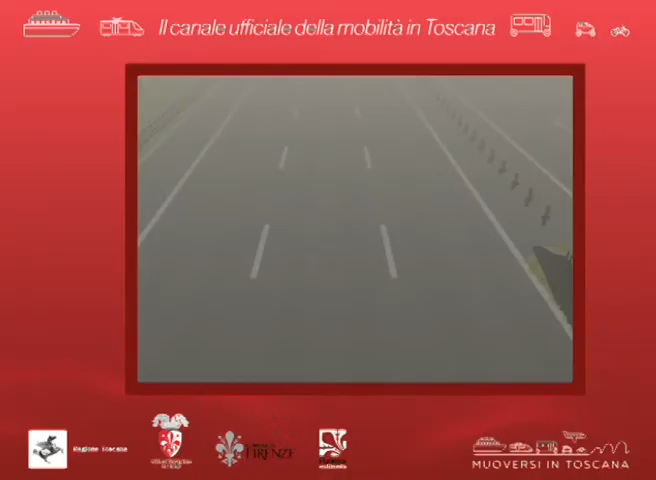 Il canale ufficiale della mobilità in Toscana
Regione Toscana
FIRENZE
MUOVERSI IN TOSCANA